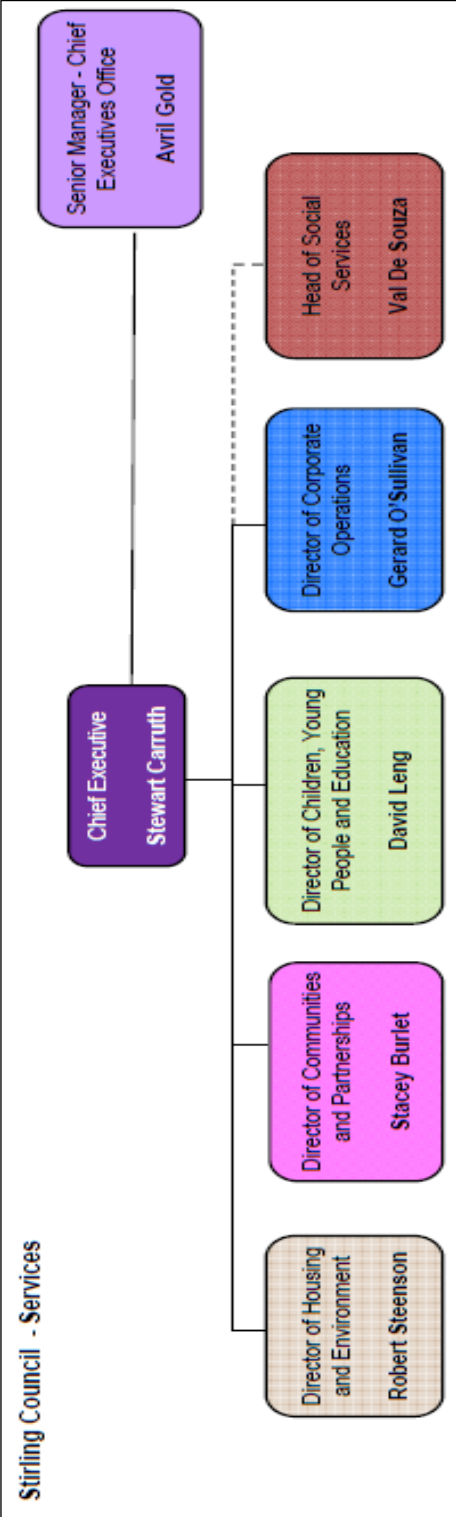 Stirling Council - Services
Senior Manager - Chief
Executives Office
Avril Gold
Chief Executive
Stewart Carruth
Director of Housing
and Environment
Robert Steenson
Director of Communities
and Partnerships
Stacey Burlet
Director of Children, Young
People and Education
David Leng
Director of Corporate
Operations
Gerard O'Sullivan
Head of Social
Services
Val De Souza